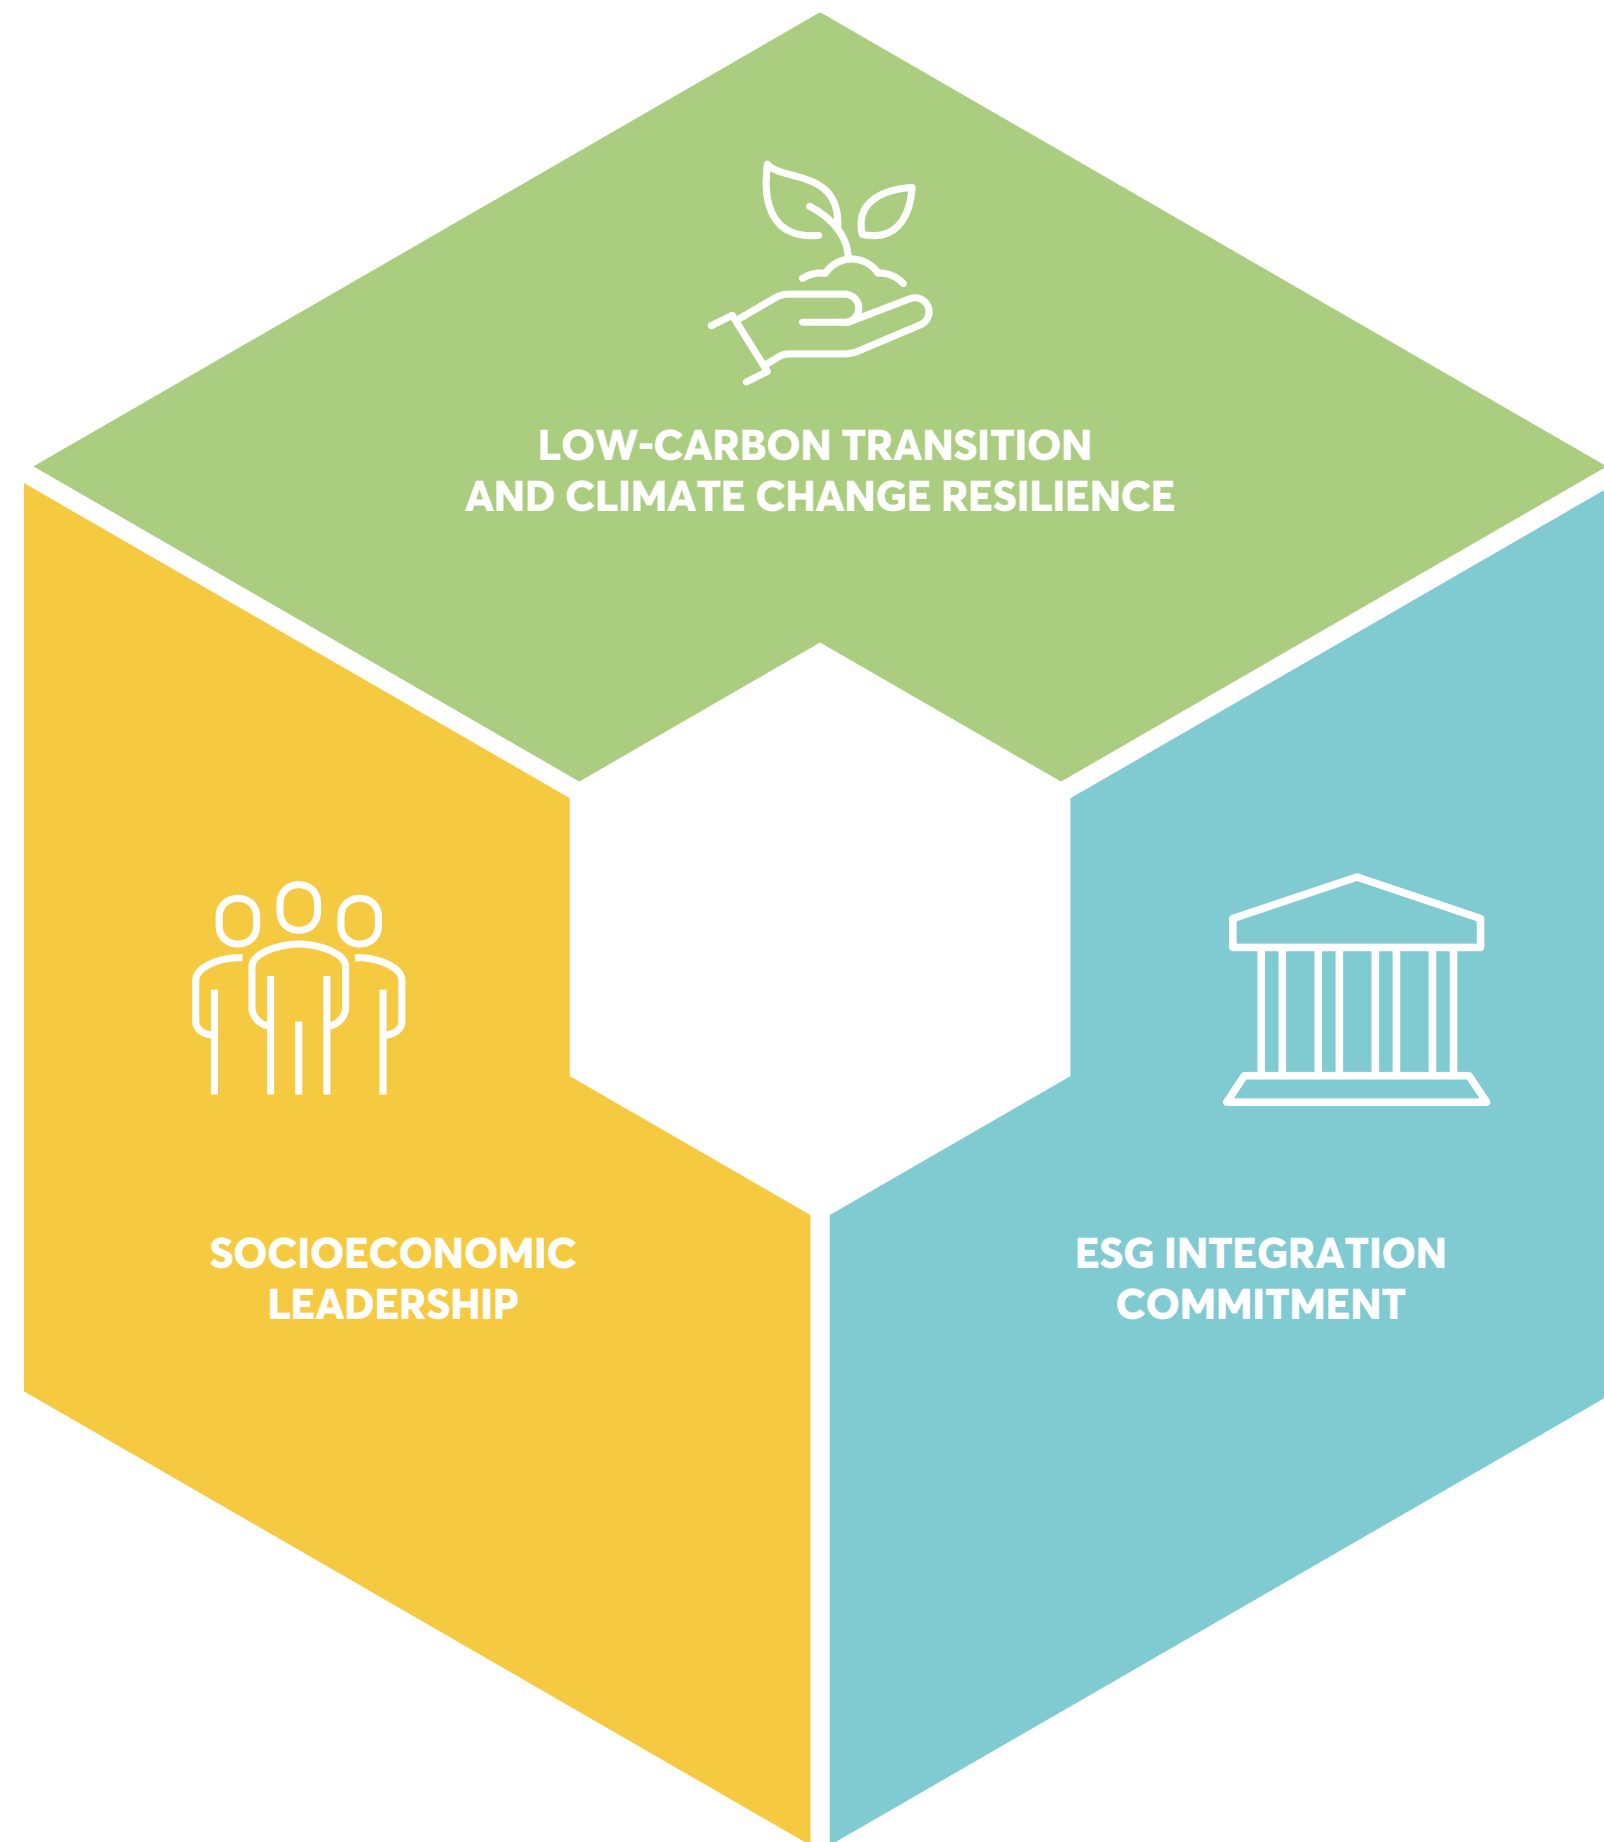 LOW-CARBON TRANSITION
AND CLIMATE CHANGE RESILIENCE
SOCIOECONOMIC
LEADERSHIP
ESG INTEGRATION
COMMITMENT